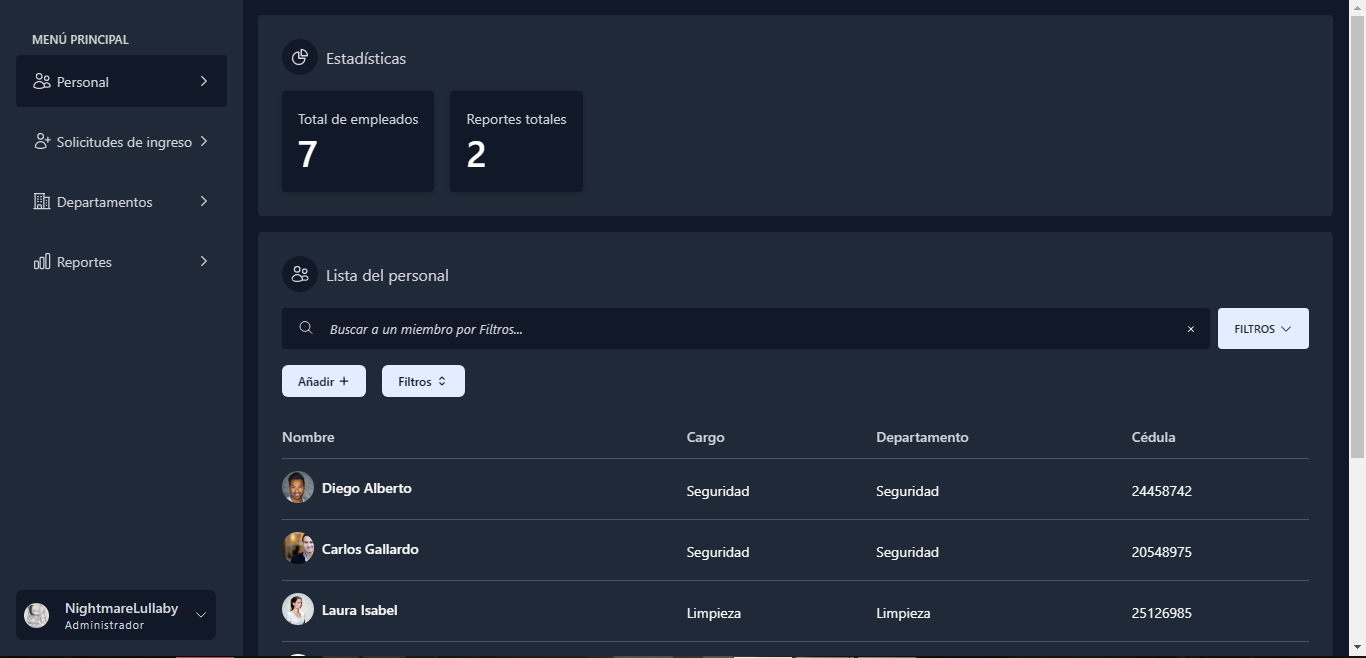 MENÚ PRINCIPAL
Personal
Solicitudes de ingreso
Departamentos
Reportes
NightmareLullaby
Administrador
Estadísticas
Total de empleados
7
Reportes totales
2
Lista del personal
Buscar a un miembro por Filtros...
×
FILTROS
Añadir +
Filtros
Nombre Cargo Departamento Cédula
Diego Alberto Seguridad Seguridad 24458742
Carlos Gallardo Seguridad Seguridad 20548975
Laura Isabel Limpieza Limpieza 25126985